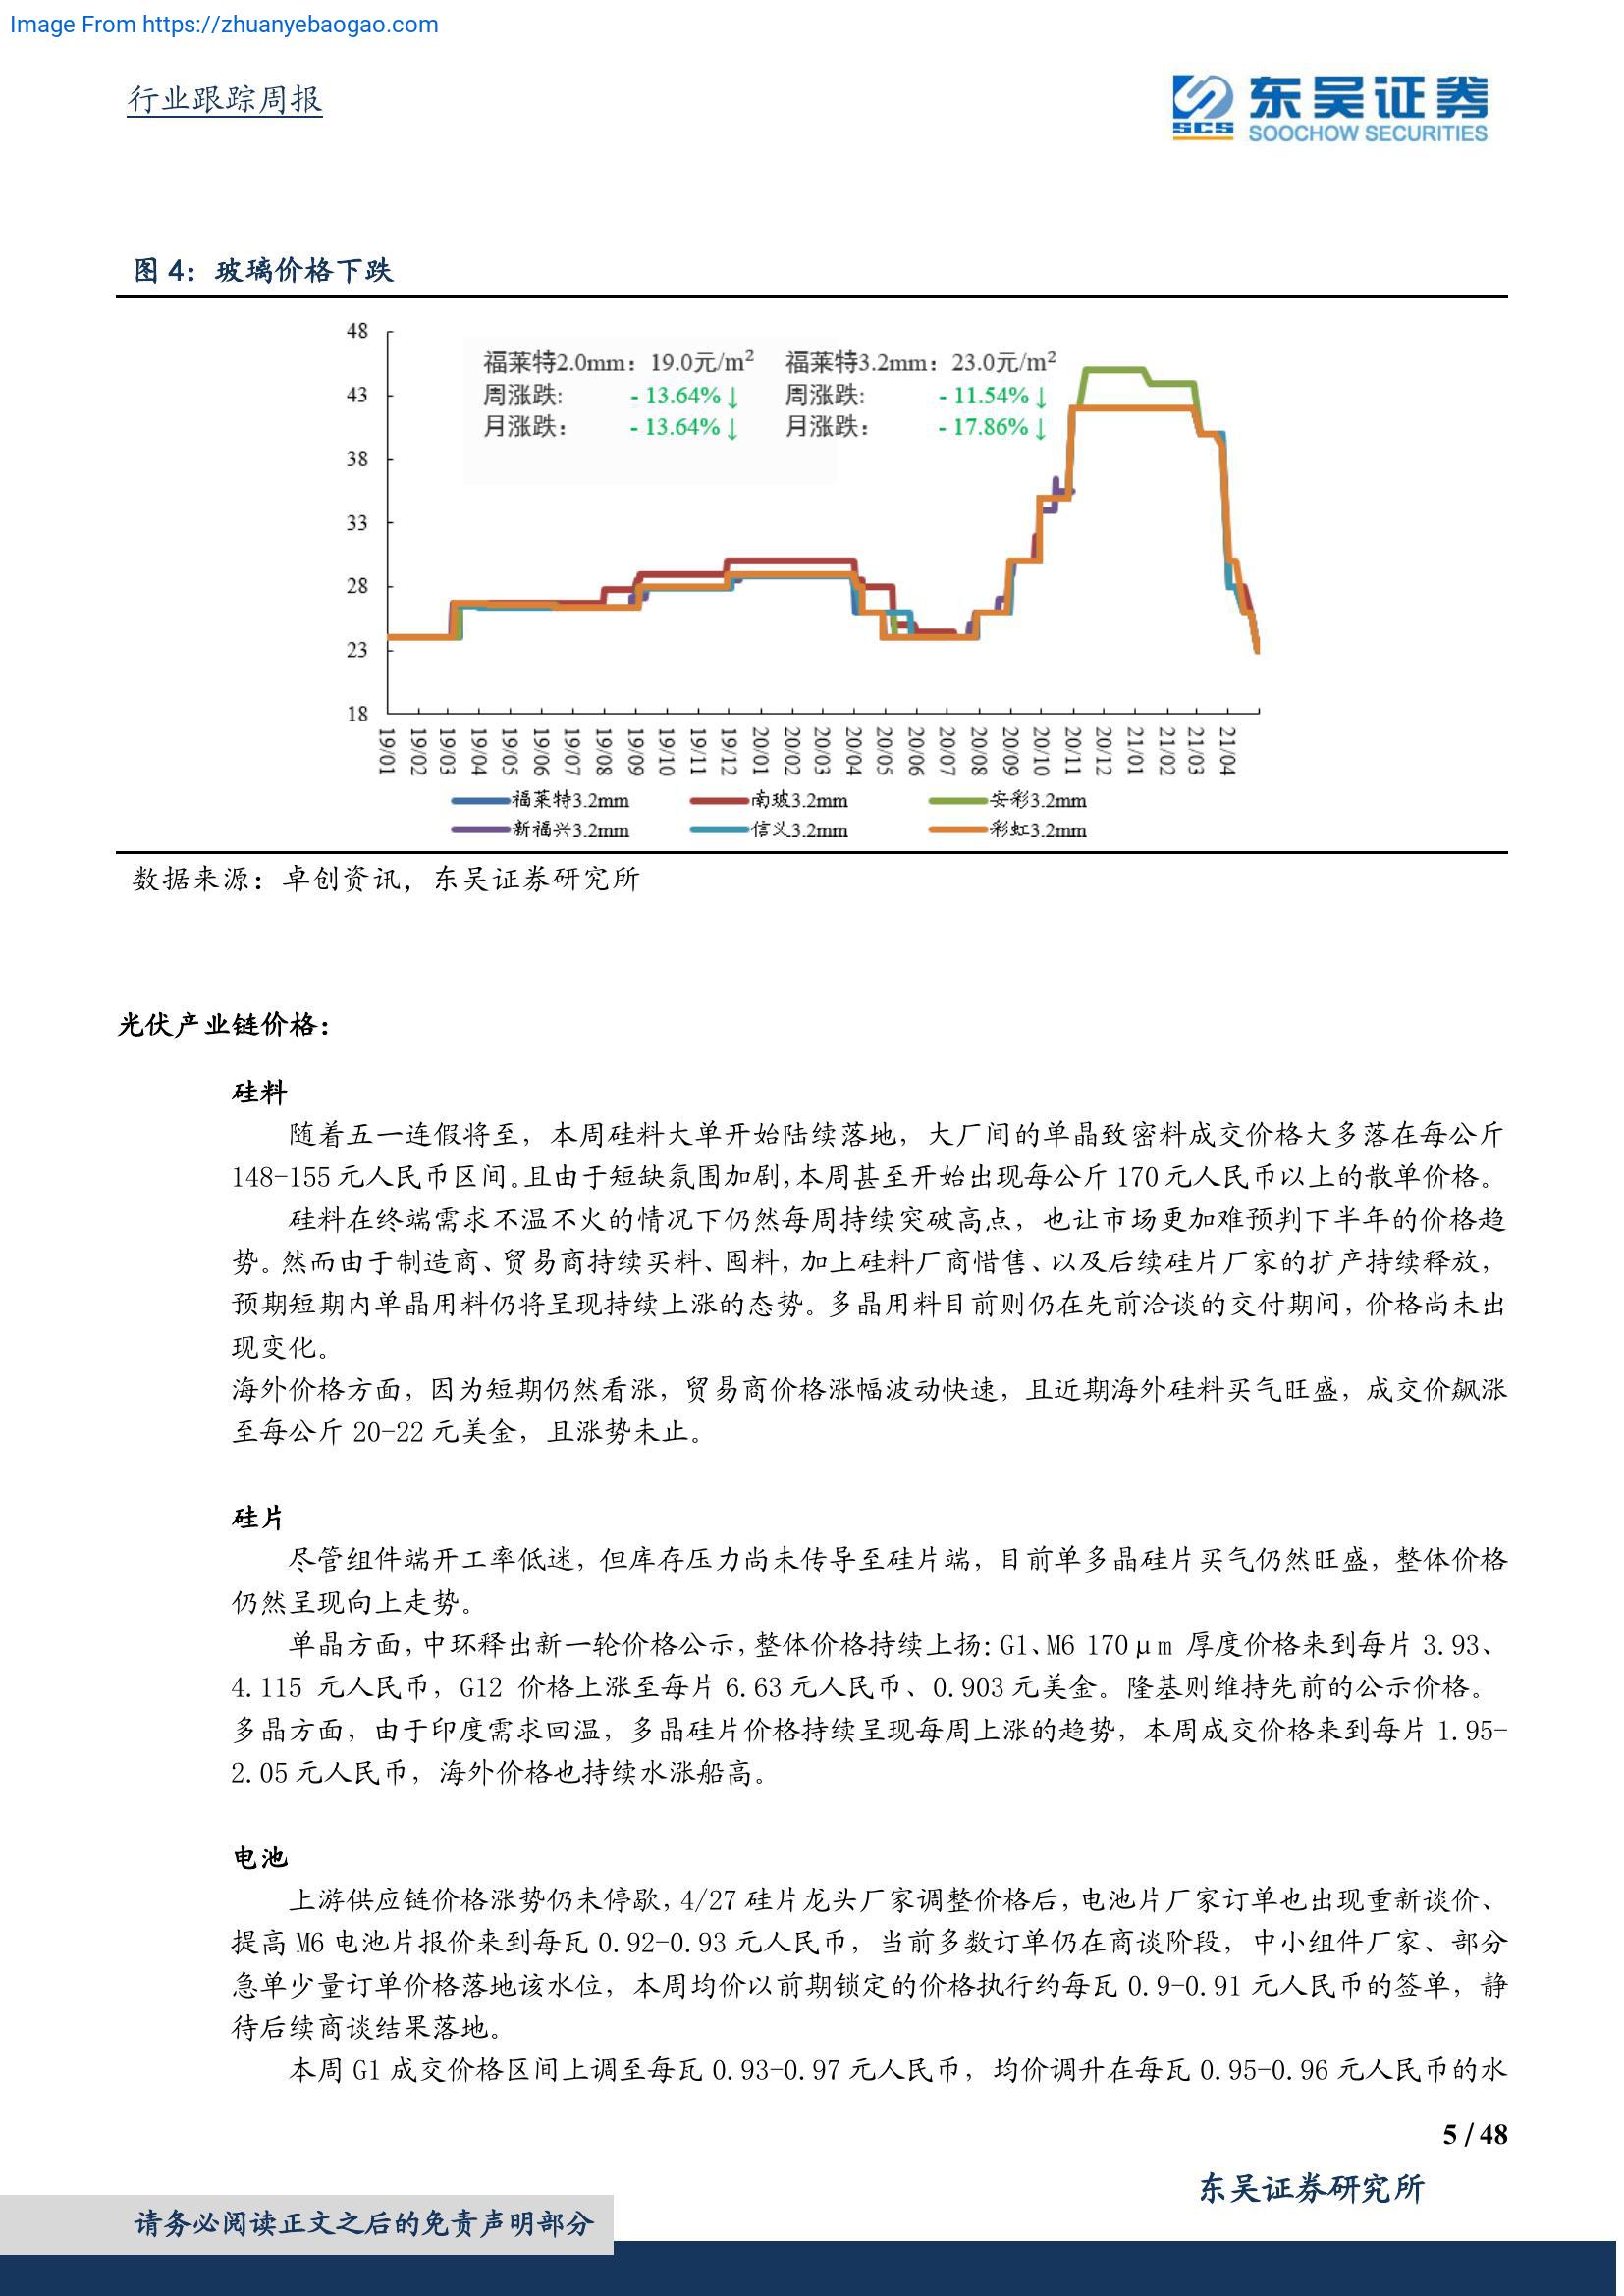 Image From https://zhuanyebaogao.com
行业跟踪周报
SCS
东吴证券
SOOCHOW SECURITIES
图 4：玻璃价格下跌
48
43
38
33
28
23
18
福莱特2.0mm：19.0元/m² 福莱特3.2mm：23.0元/m²
周涨跌: - 13.64%↓ 周涨跌: - 11.54%↓
月涨跌： - 13.64%↓ 月涨跌： - 17.86%↓
19/01 19/02 19/03 19/04 19/05 19/06 19/07 19/08 19/09 19/10 19/11 19/12 20/01 20/02 20/03 20/04 20/05 20/06 20/07 20/08 20/09 20/10 20/11 20/12 21/01 21/02 21/03 21/04
福莱特3.2mm 南玻3.2mm 安彩3.2mm
新福兴3.2mm 信义3.2mm 彩虹3.2mm
数据来源：卓创资讯，东吴证券研究所
光伏产业链价格：
硅料
随着五一连假将至，本周硅料大单开始陆续落地，大厂间的单晶致密料成交价格大多落在每公斤
148-155 元人民币区间。且由于短缺氛围加剧，本周甚至开始出现每公斤 170 元人民币以上的散单价格。
硅料在终端需求不温不火的情况下仍然每周持续突破高点，也让市场更加难预判下半年的价格趋
势。然而由于制造商、贸易商持续买料、囤料，加上硅料厂商惜售、以及后续硅片厂家的扩产持续释放，
预期短期内单晶用料仍将呈现持续上涨的态势。多晶用料目前则仍在先前洽谈的交付期间，价格尚未出
现变化。
海外价格方面，因为短期仍然看涨，贸易商价格涨幅波动快速，且近期海外硅料买气旺盛，成交价飙涨
至每公斤 20-22 元美金，且涨势未止。
硅片
尽管组件端开工率低迷，但库存压力尚未传导至硅片端，目前单多晶硅片买气仍然旺盛，整体价格
仍然呈现向上走势。
单晶方面，中环释出新一轮价格公示，整体价格持续上扬：G1、M6 170μm 厚度价格来到每片 3.93、
4.115 元人民币，G12 价格上涨至每片 6.63 元人民币、0.903 元美金。隆基则维持先前的公示价格。
多晶方面，由于印度需求回温，多晶硅片价格持续呈现每周上涨的趋势，本周成交价格来到每片 1.95-
2.05 元人民币，海外价格也持续水涨船高。
电池
上游供应链价格涨势仍未停歇，4/27 硅片龙头厂家调整价格后，电池片厂家订单也出现重新谈价、
提高 M6 电池片报价来到每瓦 0.92-0.93 元人民币，当前多数订单仍在商谈阶段，中小组件厂家、部分
急单少量订单价格落地该水位，本周均价以前期锁定的价格执行约每瓦 0.9-0.91 元人民币的签单，静
待后续商谈结果落地。
本周 G1 成交价格区间上调至每瓦 0.93-0.97 元人民币，均价调升在每瓦 0.95-0.96 元人民币的水
5 / 48
东吴证券研究所
请务必阅读正文之后的免责声明部分